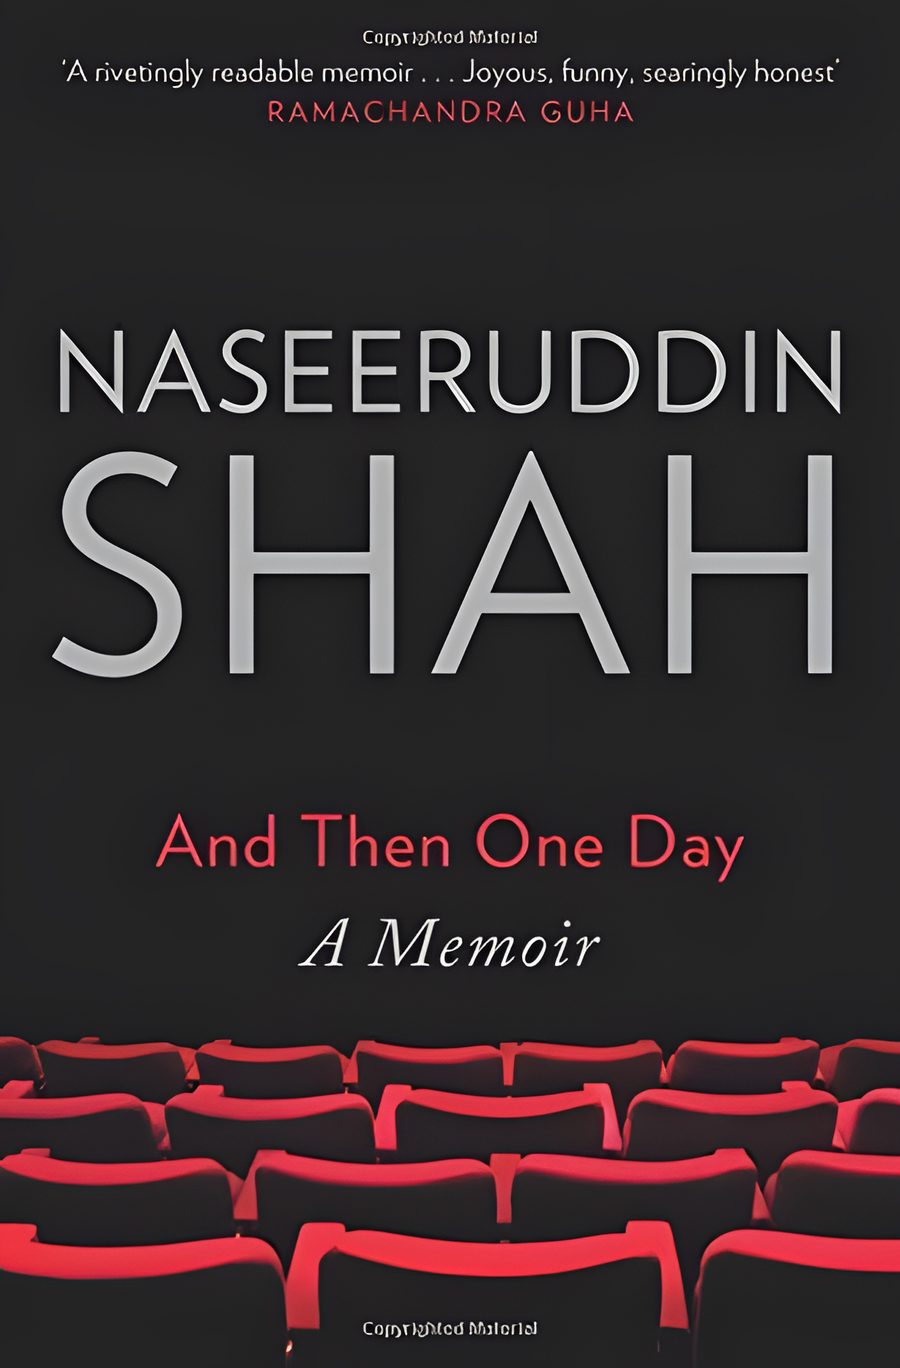 Copyrighted Material
'A rivetingly readable memoir . . . Joyous, funny, searingly honest'
RAMACHANDRA GUHA
NASEERUDDIN
SHAH
And Then One Day
A Memoir
Copyrighted Material